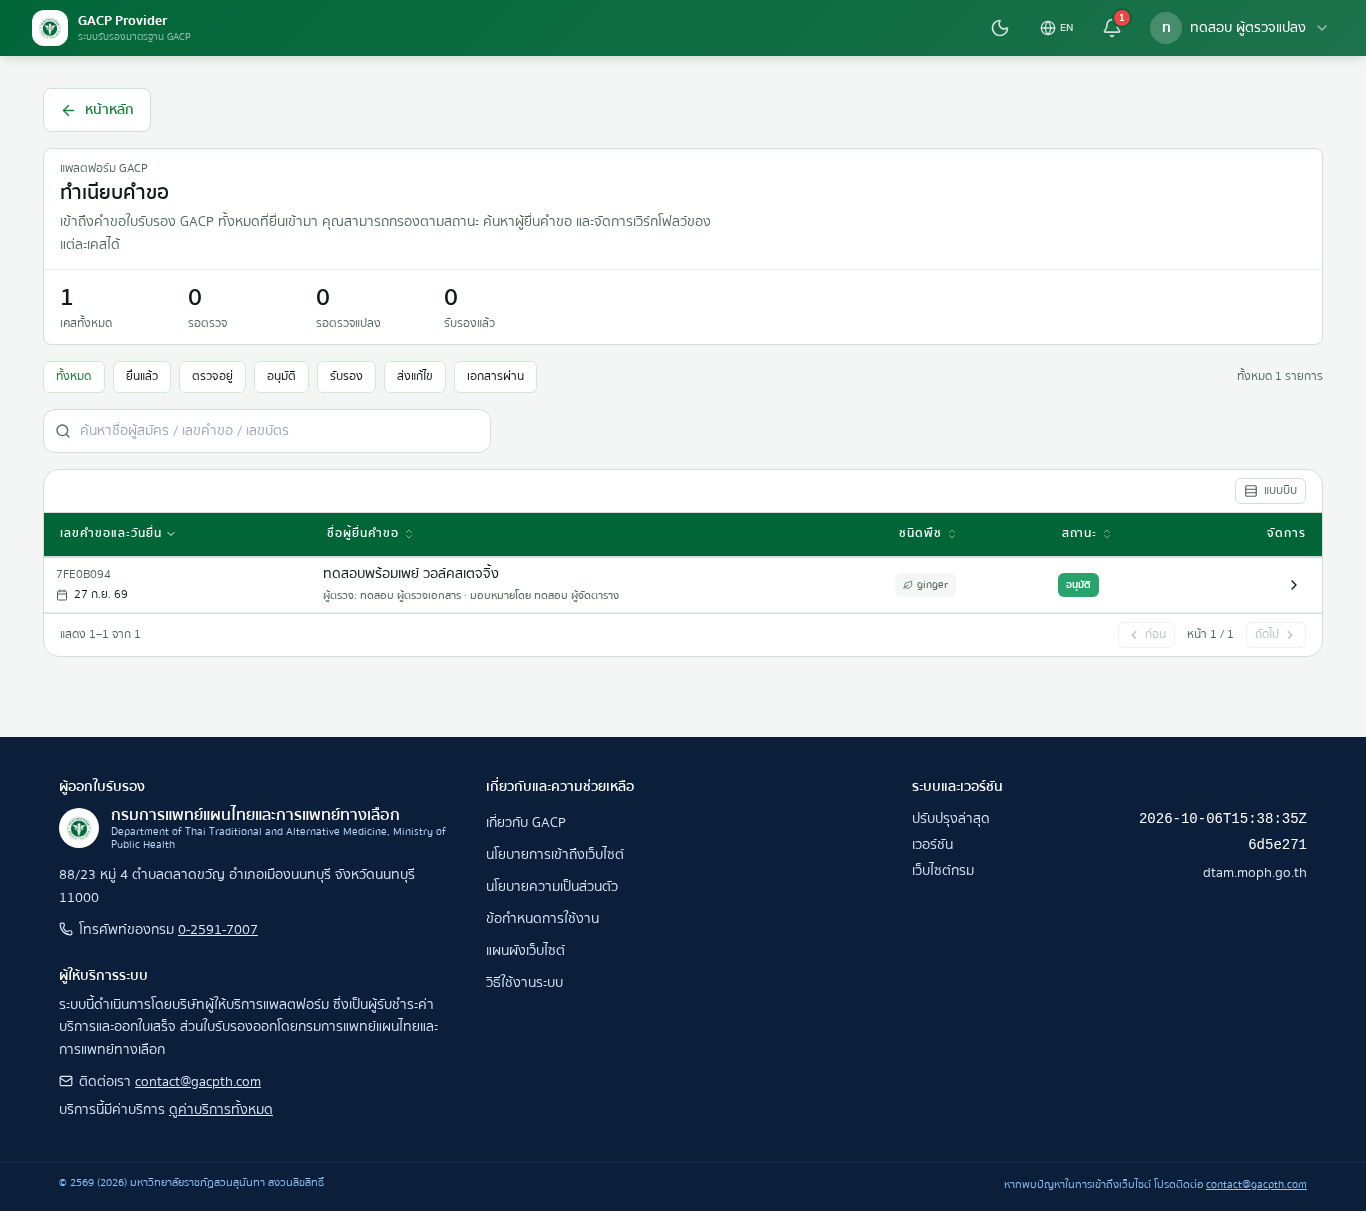 GACP Provider
ระบบรับรองมาตรฐาน GACP
EN
1
ท
ทดสอบ ผู้ตรวจแปลง
หน้าหลัก
แพลตฟอร์ม GACP
ทำเนียบคำขอ
เข้าถึงคำขอใบรับรอง GACP ทั้งหมดที่ยื่นเข้ามา คุณสามารถกรองตามสถานะ ค้นหาผู้ยื่นคำขอ และจัดการเวิร์กโฟลว์ของ
แต่ละเคสได้
1 0 0 0
เคสทั้งหมด รอตรวจ รอตรวจแปลง รับรองแล้ว
ทั้งหมด ยื่นแล้ว ตรวจอยู่ อนุมัติ รับรอง ส่งแก้ไข เอกสารผ่าน ทั้งหมด 1 รายการ
ค้นหาชื่อผู้สมัคร / เลขคำขอ / เลขบัตร
แบบบีบ
เลขคำขอและวันยื่น ชื่อผู้ยื่นคำขอ ชนิดพืช สถานะ จัดการ
7FE0B094
27 ก.ย. 69
ทดสอบพร้อมเพย์ วอล์คสเตจจิ้ง
ผู้ตรวจ: ทดสอบ ผู้ตรวจเอกสาร · มอบหมายโดย ทดสอบ ผู้จัดตาราง
ginger
อนุมัติ
แสดง 1–1 จาก 1 ก่อน หน้า 1 / 1 ถัดไป
ผู้ออกใบรับรอง
กรมการแพทย์แผนไทยและการแพทย์ทางเลือก
Department of Thai Traditional and Alternative Medicine, Ministry of
Public Health
88/23 หมู่ 4 ตำบลตลาดขวัญ อำเภอเมืองนนทบุรี จังหวัดนนทบุรี
11000
โทรศัพท์ของกรม 0-2591-7007
ผู้ให้บริการระบบ
ระบบนี้ดำเนินการโดยบริษัทผู้ให้บริการแพลตฟอร์ม ซึ่งเป็นผู้รับชำระค่า
บริการและออกใบเสร็จ ส่วนใบรับรองออกโดยกรมการแพทย์แผนไทยและ
การแพทย์ทางเลือก
ติดต่อเรา contact@gacpth.com
บริการนี้มีค่าบริการ ดูค่าบริการทั้งหมด
เกี่ยวกับและความช่วยเหลือ
เกี่ยวกับ GACP
นโยบายการเข้าถึงเว็บไซต์
นโยบายความเป็นส่วนตัว
ข้อกำหนดการใช้งาน
แผนผังเว็บไซต์
วิธีใช้งานระบบ
ระบบและเวอร์ชัน
ปรับปรุงล่าสุด 2026-10-06T15:38:35Z
เวอร์ชัน 6d5e271
เว็บไซต์กรม dtam.moph.go.th
© 2569 (2026) มหาวิทยาลัยราชภัฏสวนสุนันทา สงวนลิขสิทธิ์
หากพบปัญหาในการเข้าถึงเว็บไซต์ โปรดติดต่อ contact@gacpth.com